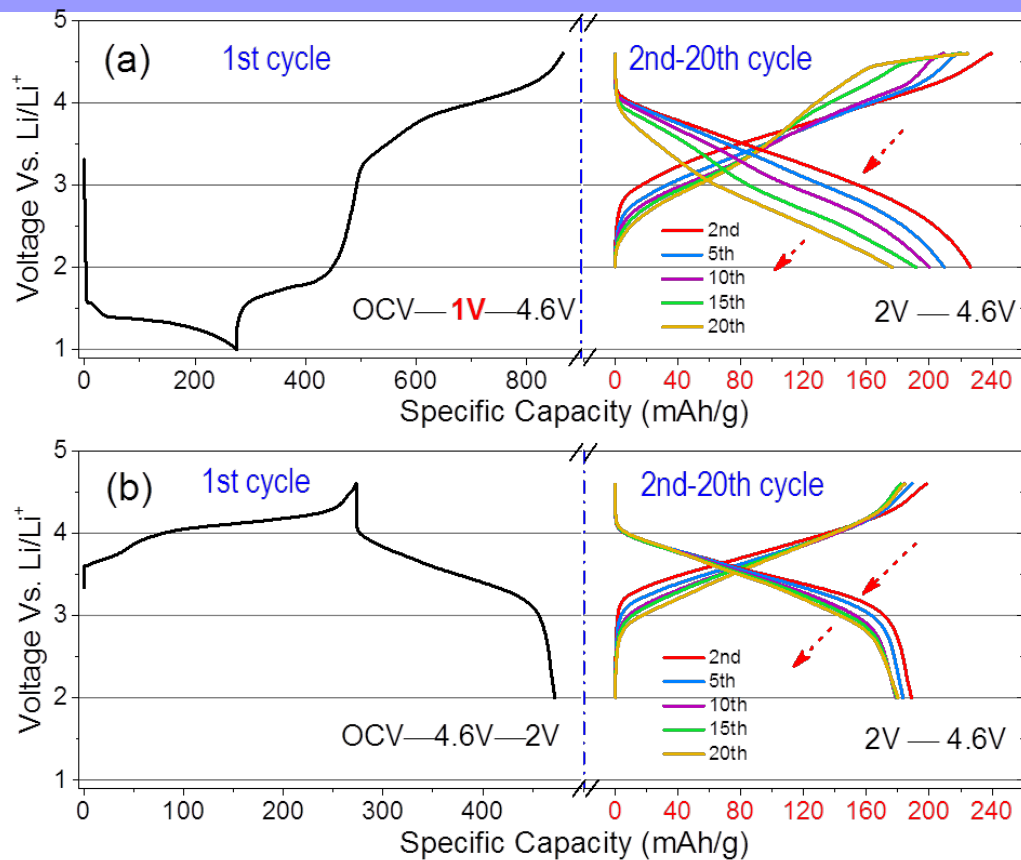 (a)
1st cycle
2nd-20th cycle
Voltage Vs. Li/Li⁺
5
4
3
2
1
2nd
5th
10th
15th
20th
OCV—1V—4.6V
2V — 4.6V
0 200 400 600 800 0 40 80 120 160 200 240
Specific Capacity (mAh/g)
(b)
1st cycle
2nd-20th cycle
Voltage Vs. Li/Li⁺
5
4
3
2
1
2nd
5th
10th
15th
20th
OCV—4.6V—2V
2V — 4.6V
0 100 200 300 400 0 40 80 120 160 200 240
Specific Capacity (mAh/g)